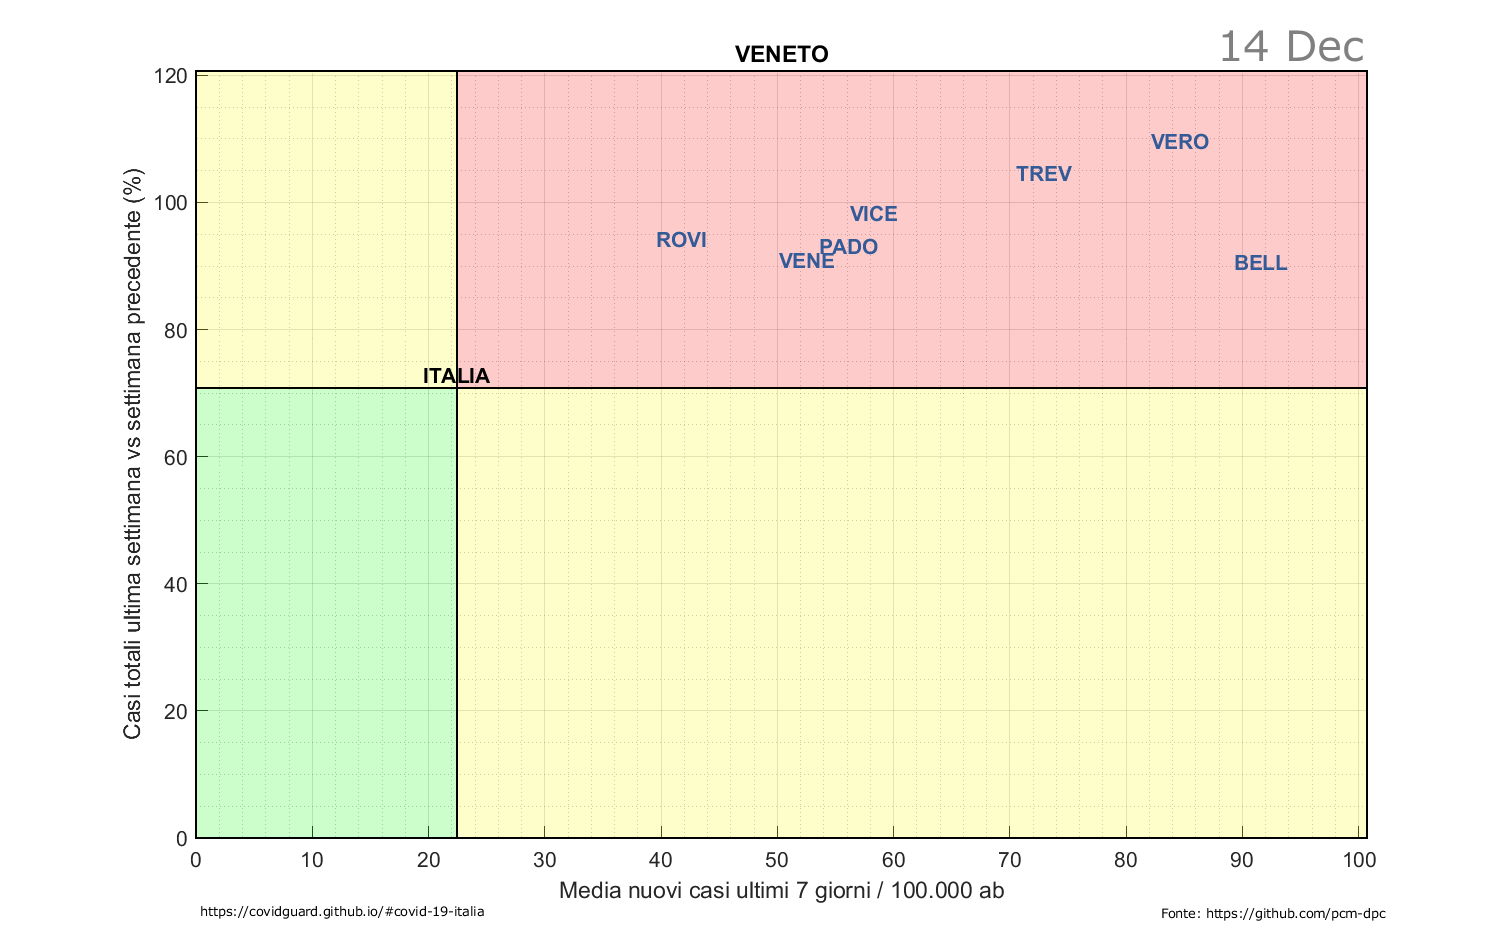 14 Dec
VENETO
120
100
80
60
40
20
0
Casi totali ultima settimana vs settimana precedente (%)
VERO
TREV
VICE
ROVI
PADO
VENE
BELL
ITALIA
0 10 20 30 40 50 60 70 80 90 100
Media nuovi casi ultimi 7 giorni / 100.000 ab
https://covidguard.github.io/#covid-19-italia
Fonte: https://github.com/pcm-dpc